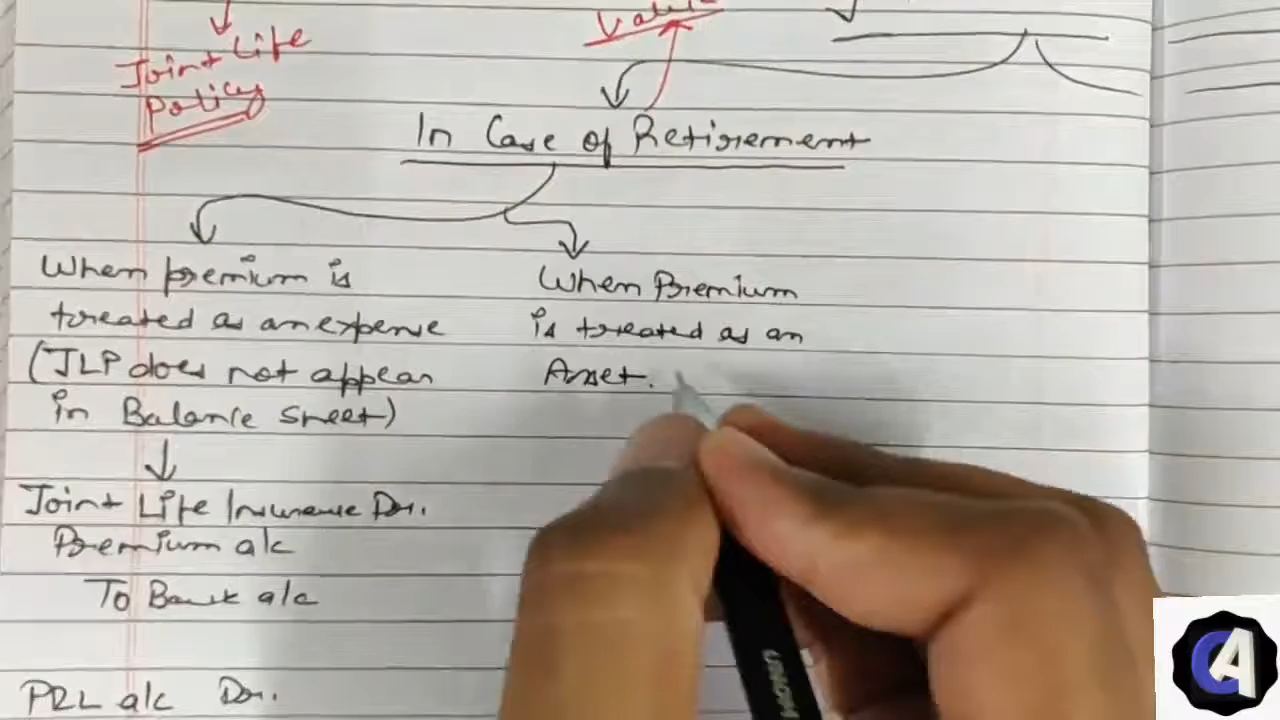 Value
Joint Life
Policy
In Case of Retirement
When premium is
treated as an expense
(JLP does not appear
in Balance sheet)
When Premium
is treated as an
Asset.
Joint Life Insurance Dr.
Premium a/c
To Bank a/c
P&L a/c Dr.
CA